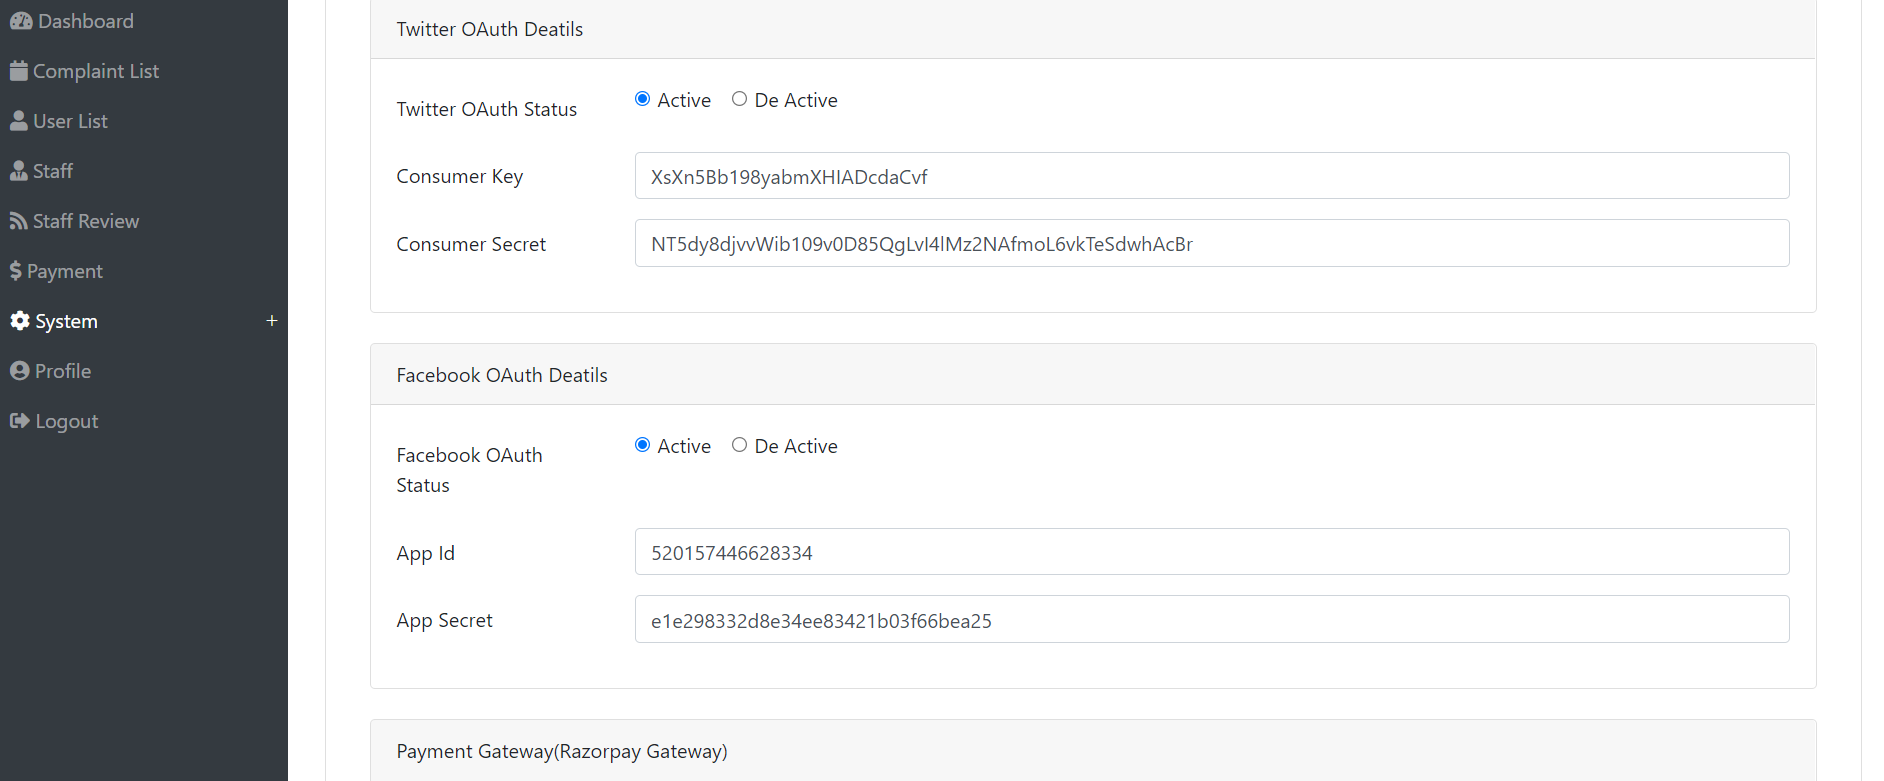 Dashboard
Complaint List
User List
Staff
Staff Review
Payment
System +
Profile
Logout
Twitter OAuth Deatils
Twitter OAuth Status
Active De Active
Consumer Key
XsXn5Bb198yabmXHIADcdaCvf
Consumer Secret
NT5dy8djvvWib109v0D85QgLvI4lMz2NAfmoL6vkTeSdwhAcBr
Facebook OAuth Deatils
Facebook OAuth
Status
Active De Active
App Id
520157446628334
App Secret
e1e298332d8e34ee83421b03f66bea25
Payment Gateway(Razorpay Gateway)